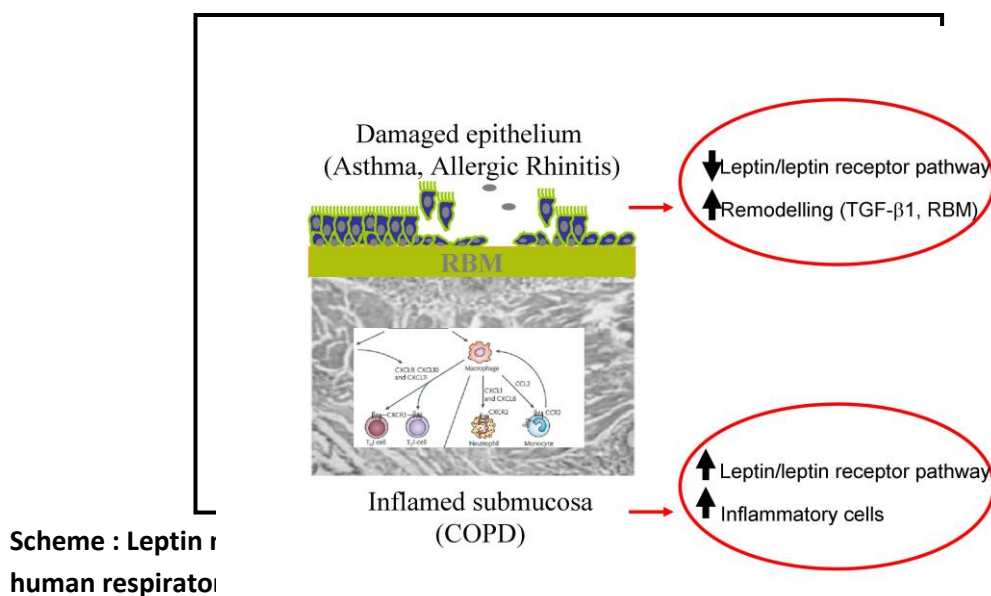 Damaged epithelium
(Asthma, Allergic Rhinitis)
Leptin/leptin receptor pathway
Remodelling (TGF-β1, RBM)
RBM
CXCL9, CXCL10
and CXCL11
Macrophage
CXCL1
and CXCL8
CCL2
CXCR3
CXCR2
CCR2
cell
cell
Neutrophil
Monocyte
Inflamed submucosa
(COPD)
Leptin/leptin receptor pathway
Inflammatory cells
Scheme : Leptin
human